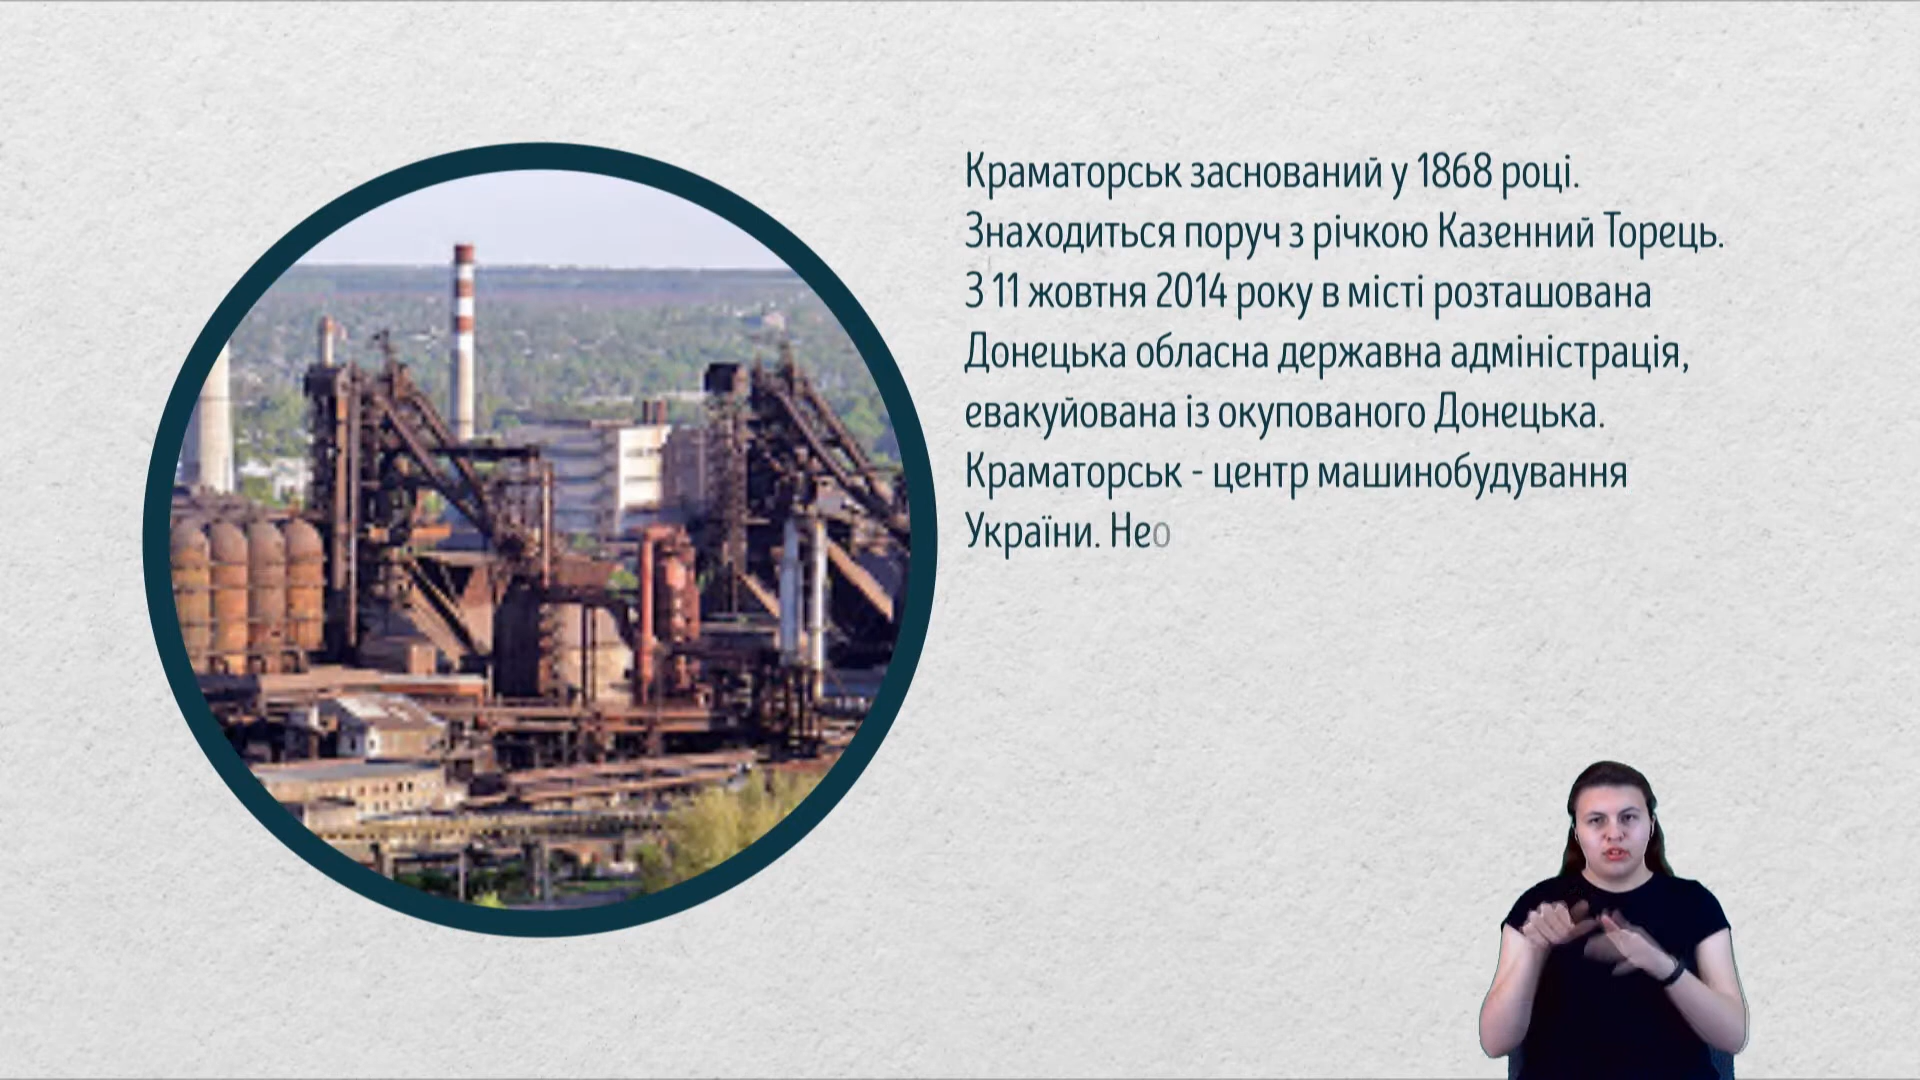 Краматорськ заснований у 1868 році.
Знаходиться поруч з річкою Казенний Торець.
З 11 жовтня 2014 року в місті розташована
Донецька обласна державна адміністрація,
евакуйована із окупованого Донецька.
Краматорськ - центр машинобудування
України. Нео